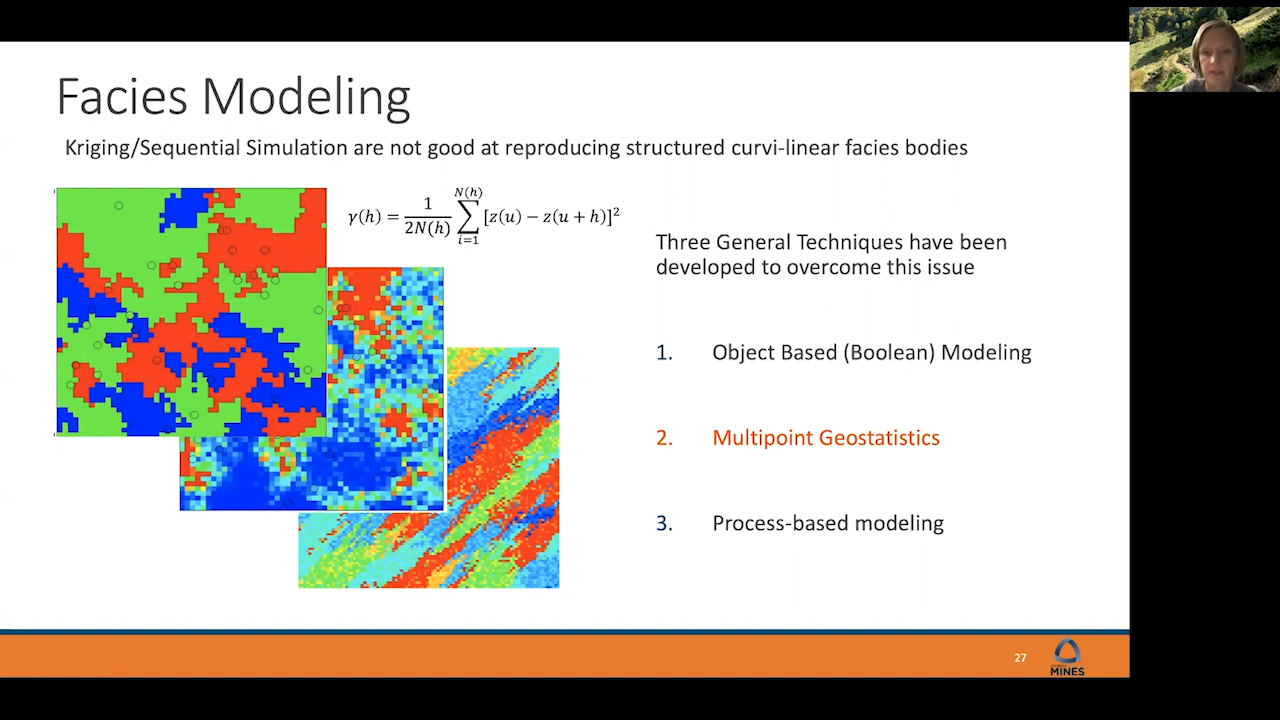 Facies Modeling
Kriging/Sequential Simulation are not good at reproducing structured curvi-linear facies bodies
γ(h) = 1/2N(h) ∑_{i=1}^{N(h)} [z(u) − z(u + h)]²
Three General Techniques have been
developed to overcome this issue
1. Object Based (Boolean) Modeling
2. Multipoint Geostatistics
3. Process-based modeling
27
MINES